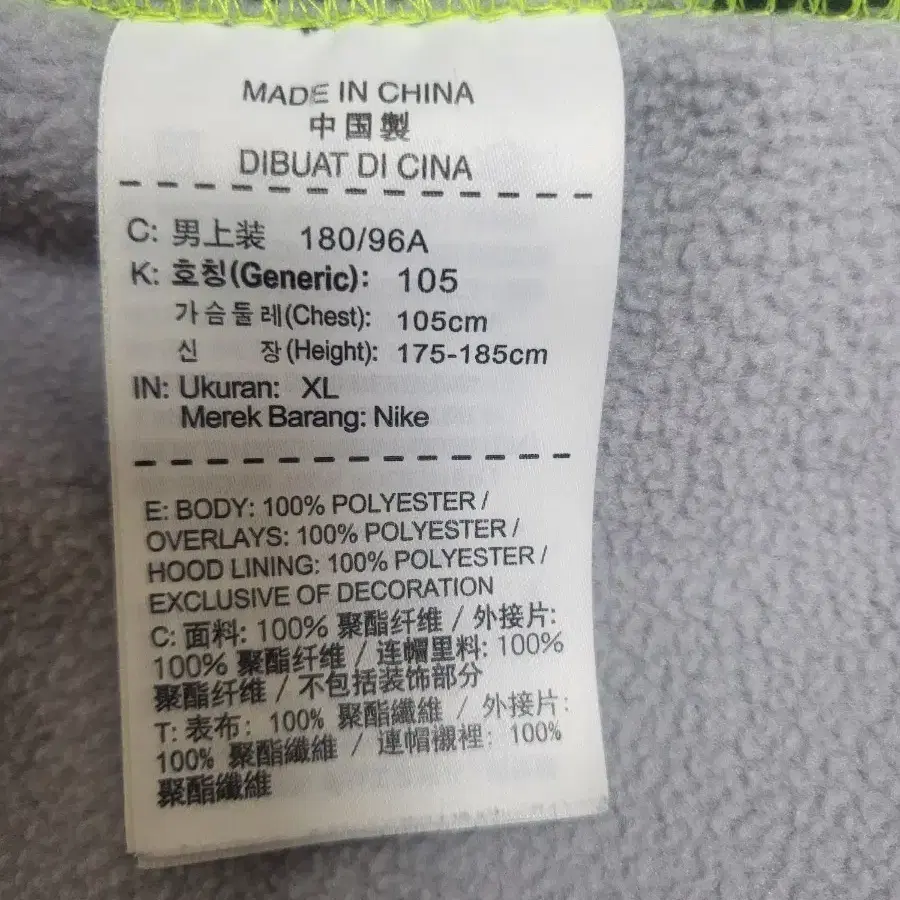 MADE IN CHINA
中国製
DIBUAT DI CINA
C: 男上装 180/96A
K: 호칭(Generic): 105
가슴둘레(Chest): 105cm
신 장(Height): 175-185cm
IN: Ukuran: XL
Merek Barang: Nike
E: BODY: 100% POLYESTER /
OVERLAYS: 100% POLYESTER /
HOOD LINING: 100% POLYESTER /
EXCLUSIVE OF DECORATION
C: 面料: 100% 聚酯纤维 / 外接片:
100% 聚酯纤维 / 连帽里料: 100%
聚酯纤维 / 不包括装饰部分
T: 表布: 100% 聚酯纖維 / 外接片:
100% 聚酯纖維 / 連帽襯裡: 100%
聚酯纖維